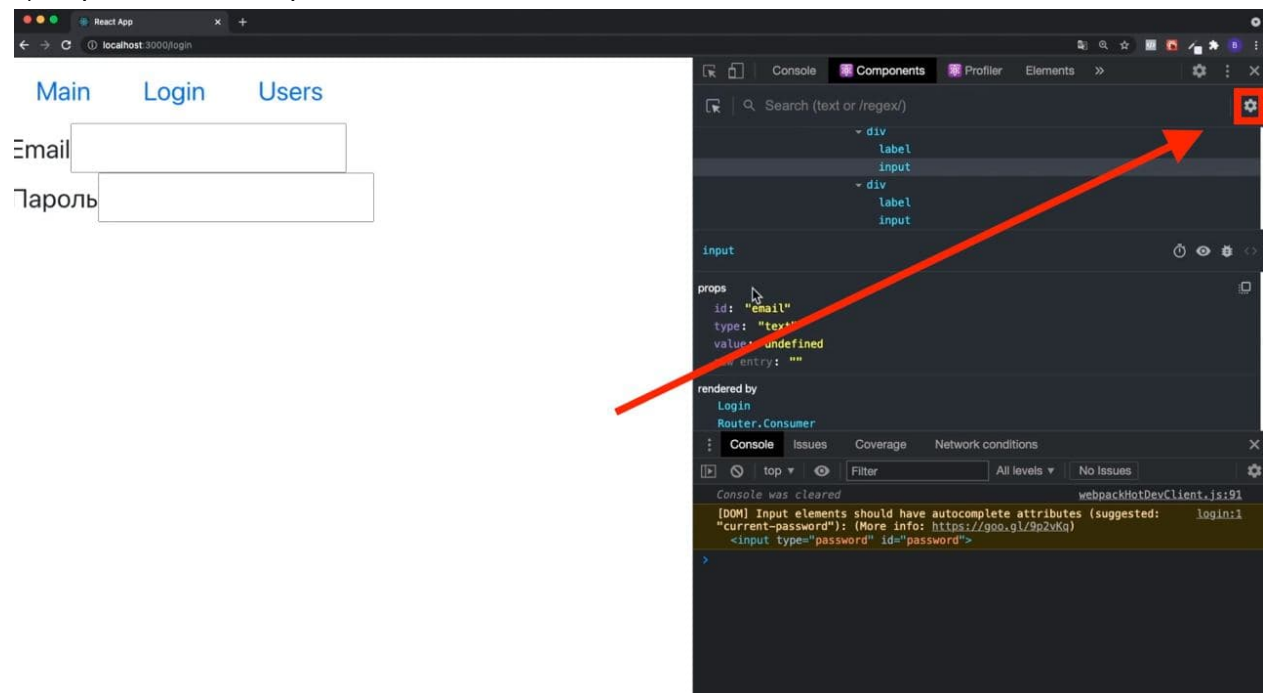 React App
localhost:3000/login
B
Console
Components
Profiler
Elements
»
Main
Login
Users
Search (text or /regex/)
Email
Пароль
div
label
input
div
label
input
input
props
id: "email"
type: "text"
value: undefined
entry: ""
rendered by
Login
Router.Consumer
Console
Issues
Coverage
Network conditions
top
Filter
All levels
No Issues
Console was cleared
webpackHotDevClient.js:91
[DOM] Input elements should have autocomplete attributes (suggested:
login:1
"current-password"): (More info: https://goo.gl/9p2vKq)
<input type="password" id="password">